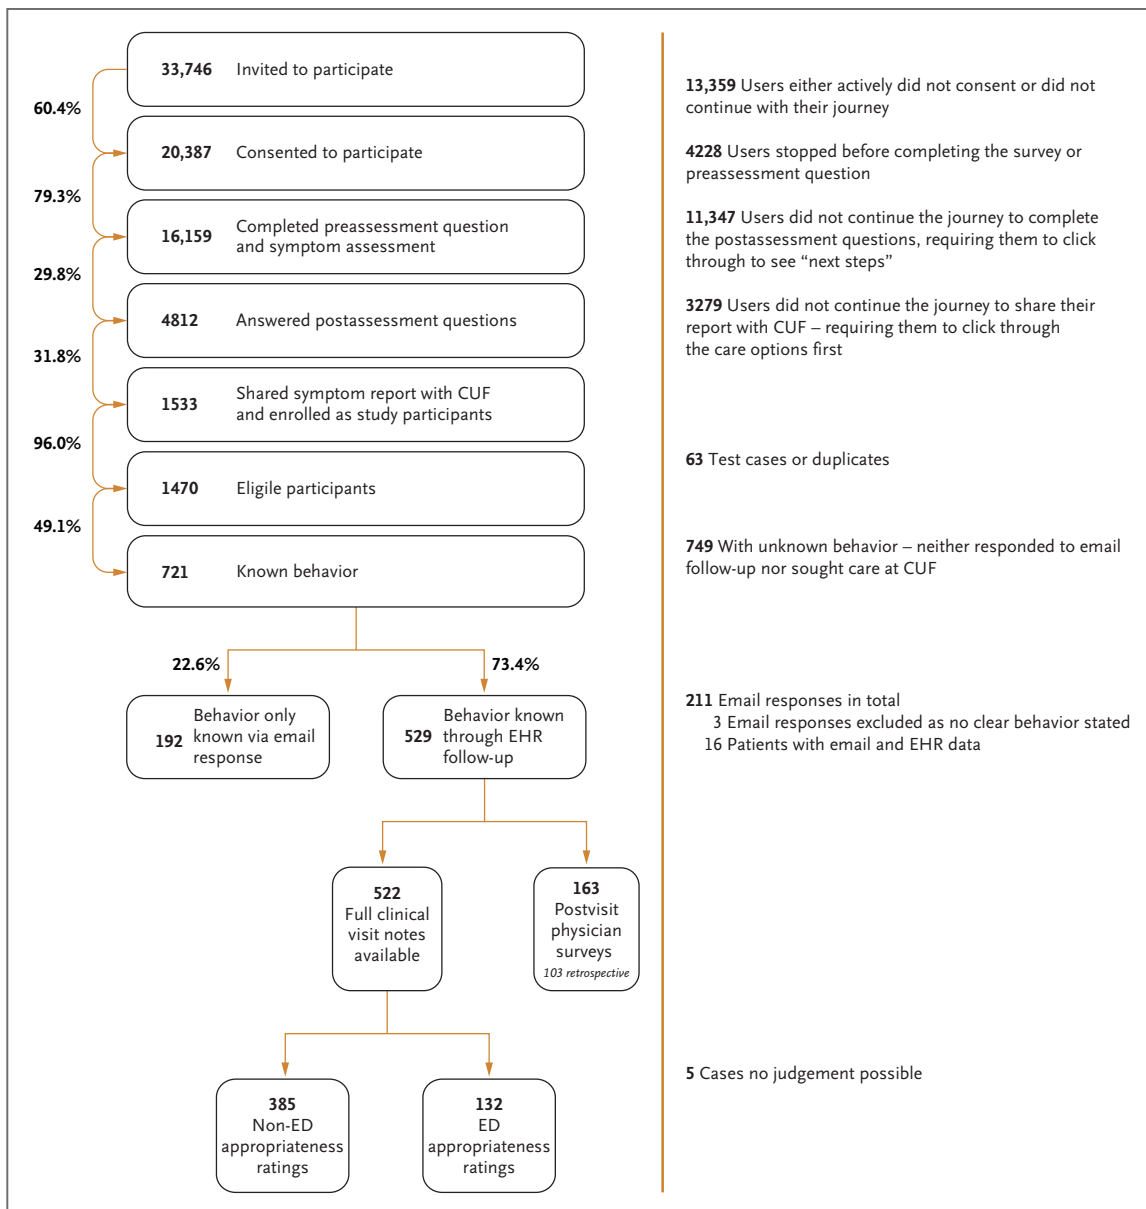 33,746 Invited to participate
60.4%
20,387 Consented to participate
79.3%
16,159 Completed preassessment question
and symptom assessment
29.8%
4812 Answered postassessment questions
31.8%
1533 Shared symptom report with CUF
and enrolled as study participants
96.0%
1470 Eligile participants
49.1%
721 Known behavior
22.6%
73.4%
192 Behavior only
known via email
response
529 Behavior known
through EHR
follow-up
522
Full clinical
visit notes
available
163
Postvisit
physician
surveys
103 retrospective
385
Non-ED
appropriateness
ratings
132
ED
appropriateness
ratings
13,359 Users either actively did not consent or did not
continue with their journey
4228 Users stopped before completing the survey or
preassessment question
11,347 Users did not continue the journey to complete
the postassessment questions, requiring them to click
through to see “next steps”
3279 Users did not continue the journey to share their
report with CUF – requiring them to click through
the care options first
63 Test cases or duplicates
749 With unknown behavior – neither responded to email
follow-up nor sought care at CUF
211 Email responses in total
3 Email responses excluded as no clear behavior stated
16 Patients with email and EHR data
5 Cases no judgement possible